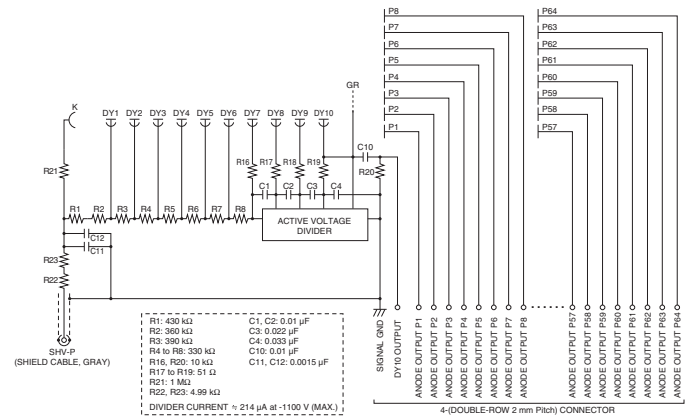 P8
P7
P6
P5
P4
P3
P2
P1
P64
P63
P62
P61
P60
P59
P58
P57
GR
K
DY1 DY2 DY3 DY4 DY5 DY6 DY7 DY8 DY9 DY10
C10
R20
R21
R16 R17 R18 R19
C1 C2 C3 C4
R1 R2 R3 R4 R5 R6 R7 R8
ACTIVE VOLTAGE
DIVIDER
C12
C11
R23
R22
SHV-P
(SHIELD CABLE, GRAY)
R1: 430 kΩ
R2: 360 kΩ
R3: 390 kΩ
R4 to R8: 330 kΩ
R16, R20: 10 kΩ
R17 to R19: 51 Ω
R21: 1 MΩ
R22, R23: 4.99 kΩ
C1, C2: 0.01 µF
C3: 0.022 µF
C4: 0.033 µF
C10: 0.01 µF
C11, C12: 0.0015 µF
DIVIDER CURRENT ≒ 214 µA at -1100 V (MAX.)
SIGNAL GND
DY10 OUTPUT
ANODE OUTPUT P1
ANODE OUTPUT P2
ANODE OUTPUT P3
ANODE OUTPUT P4
ANODE OUTPUT P5
ANODE OUTPUT P6
ANODE OUTPUT P7
ANODE OUTPUT P8
ANODE OUTPUT P57
ANODE OUTPUT P58
ANODE OUTPUT P59
ANODE OUTPUT P60
ANODE OUTPUT P61
ANODE OUTPUT P62
ANODE OUTPUT P63
ANODE OUTPUT P64
4-(DOUBLE-ROW 2 mm Pitch) CONNECTOR